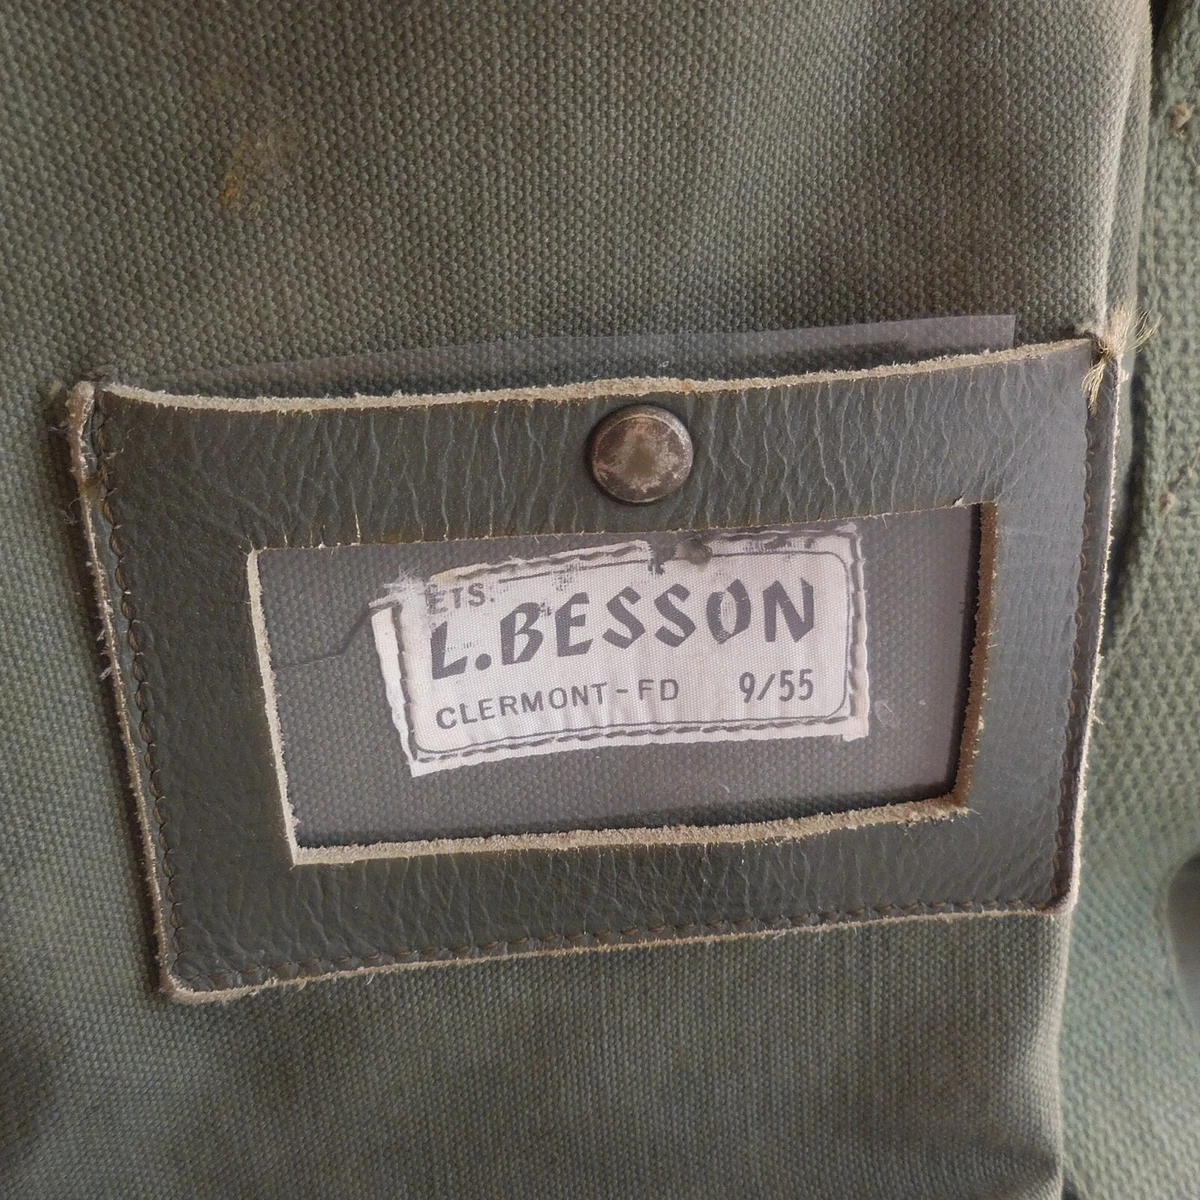 ETS.
L.BESSON
CLERMONT-FD 9/55